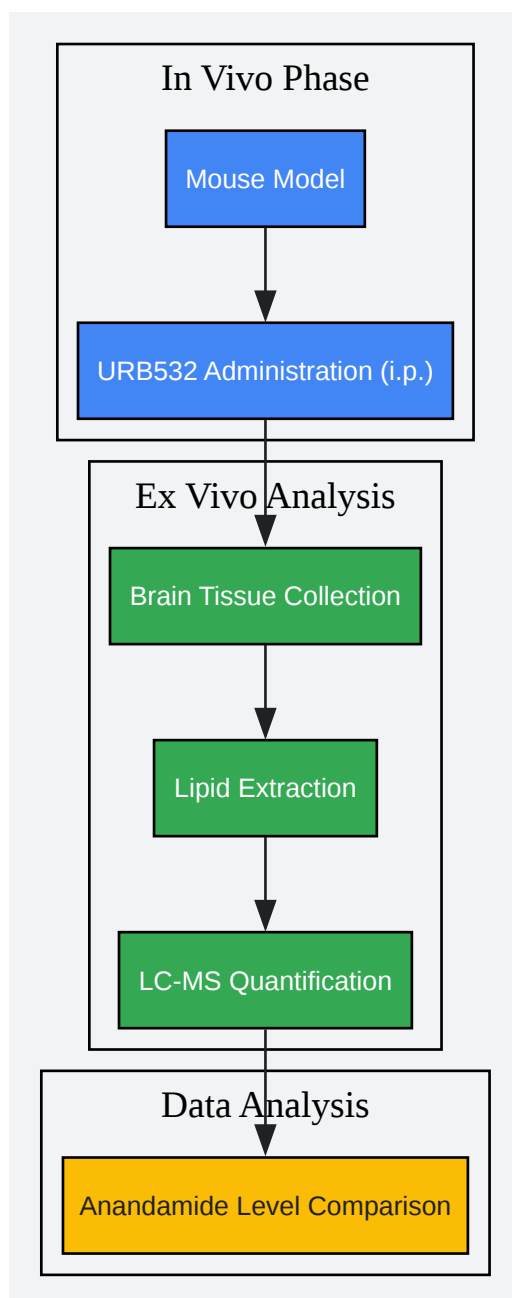 In Vivo Phase
Mouse Model
URB532 Administration (i.p.)
Ex Vivo Analysis
Brain Tissue Collection
Lipid Extraction
LC-MS Quantification
Data Analysis
Anandamide Level Comparison